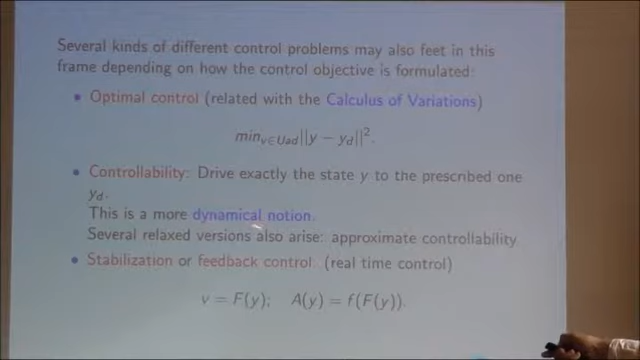 Several kinds of different control problems may also feet in this
frame depending on how the control objective is formulated:
• Optimal control (related with the Calculus of Variations)
min_{v∈Uad}||y − y_d||².
• Controllability: Drive exactly the state y to the prescribed one
y_d.
This is a more dynamical notion.
Several relaxed versions also arise: approximate controllability.
• Stabilization or feedback control. (real time control)
v = F(y); A(y) = f(F(y)).